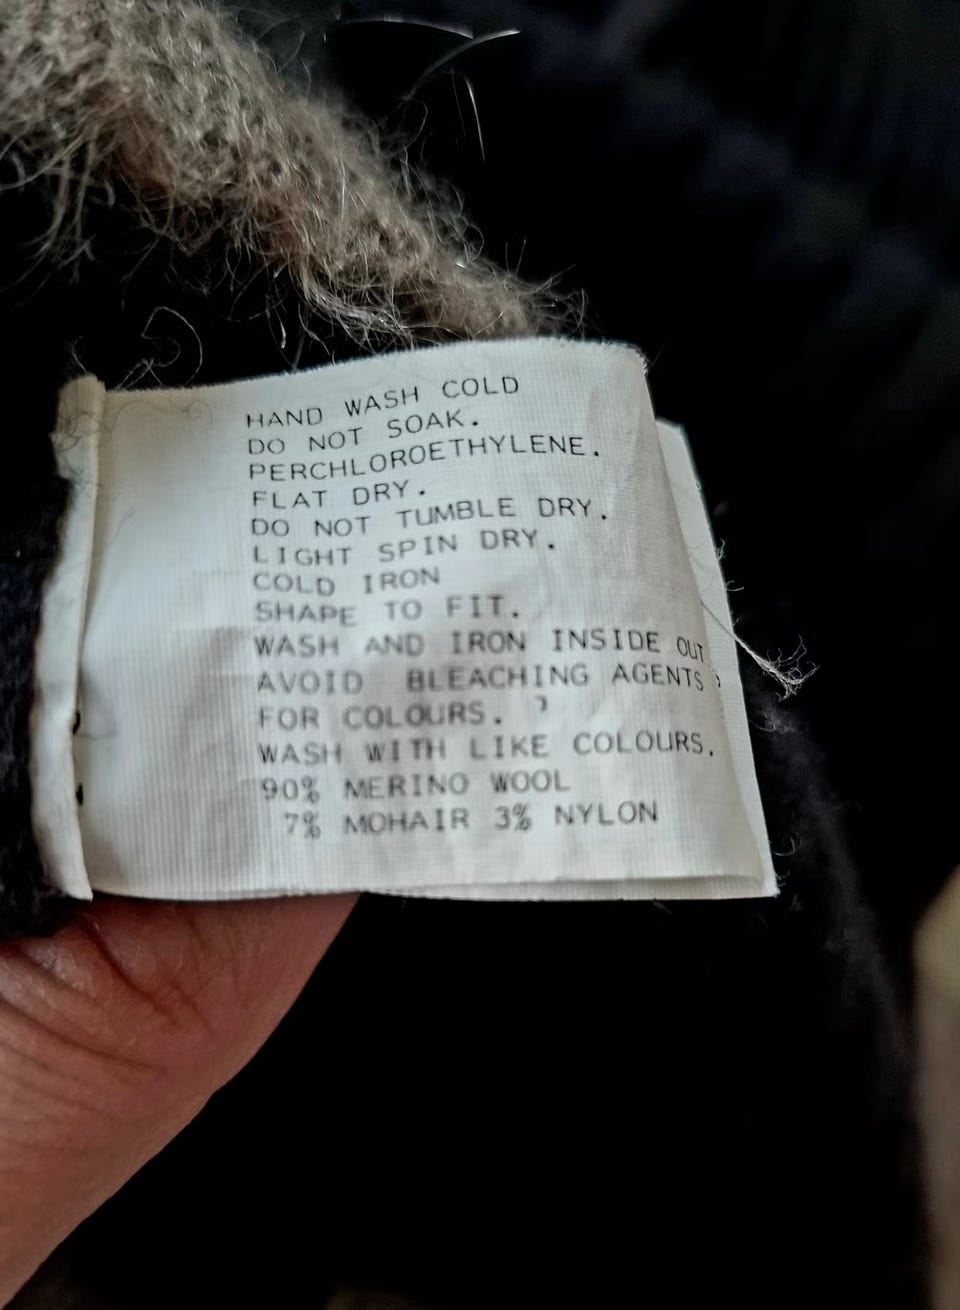 HAND WASH COLD
DO NOT SOAK.
PERCHLOROETHYLENE.
FLAT DRY.
DO NOT TUMBLE DRY.
LIGHT SPIN DRY.
COLD IRON
SHAPE TO FIT.
WASH AND IRON INSIDE OUT
AVOID BLEACHING AGENTS
FOR COLOURS.
WASH WITH LIKE COLOURS.
90% MERINO WOOL
7% MOHAIR 3% NYLON